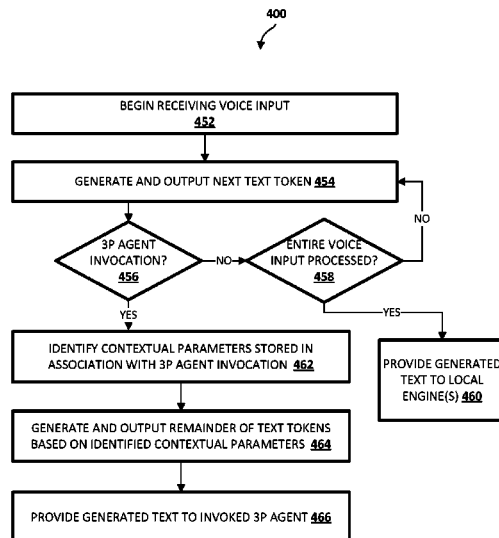 400
BEGIN RECEIVING VOICE INPUT
452
GENERATE AND OUTPUT NEXT TEXT TOKEN 454
NO
3P AGENT
INVOCATION?
456
NO
ENTIRE VOICE
INPUT PROCESSED?
458
YES
YES
IDENTIFY CONTEXTUAL PARAMETERS STORED IN
ASSOCIATION WITH 3P AGENT INVOCATION 462
PROVIDE GENERATED
TEXT TO LOCAL
ENGINE(S) 460
GENERATE AND OUTPUT REMAINDER OF TEXT TOKENS
BASED ON IDENTIFIED CONTEXTUAL PARAMETERS 464
PROVIDE GENERATED TEXT TO INVOKED 3P AGENT 466